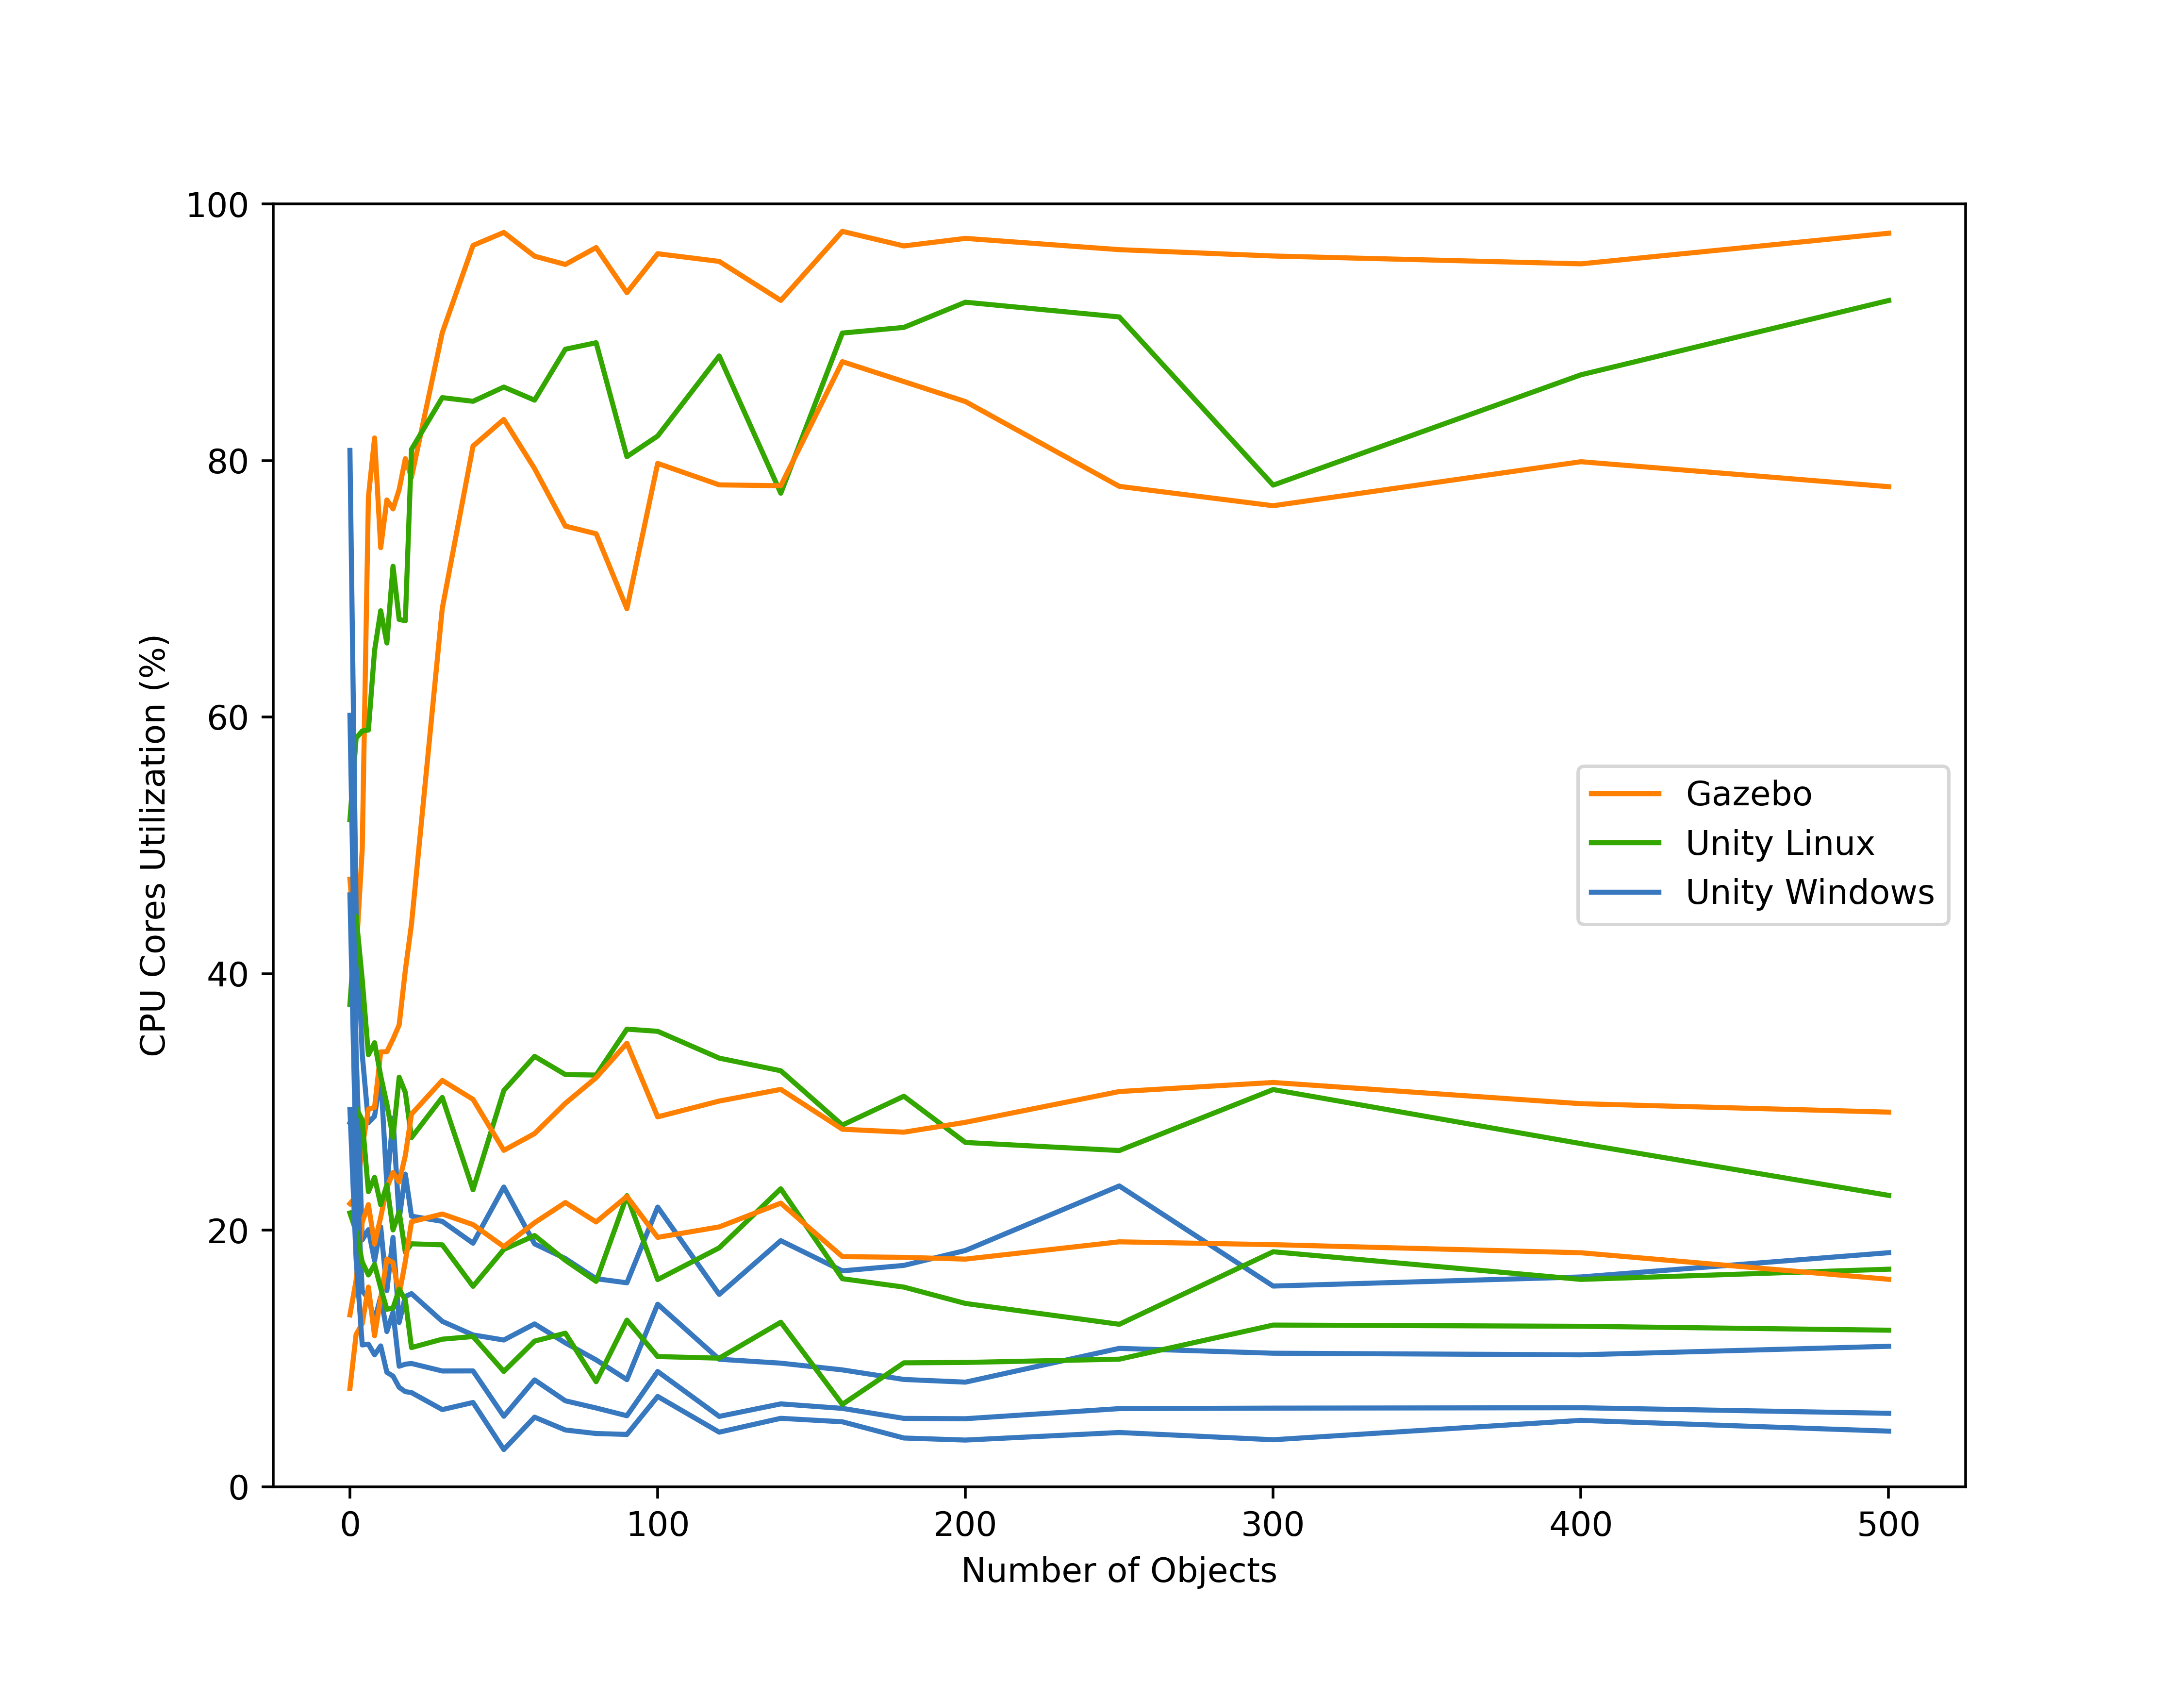 100
80
60
40
20
0
CPU Cores Utilization (%)
Gazebo
Unity Linux
Unity Windows
0 100 200 300 400 500
Number of Objects